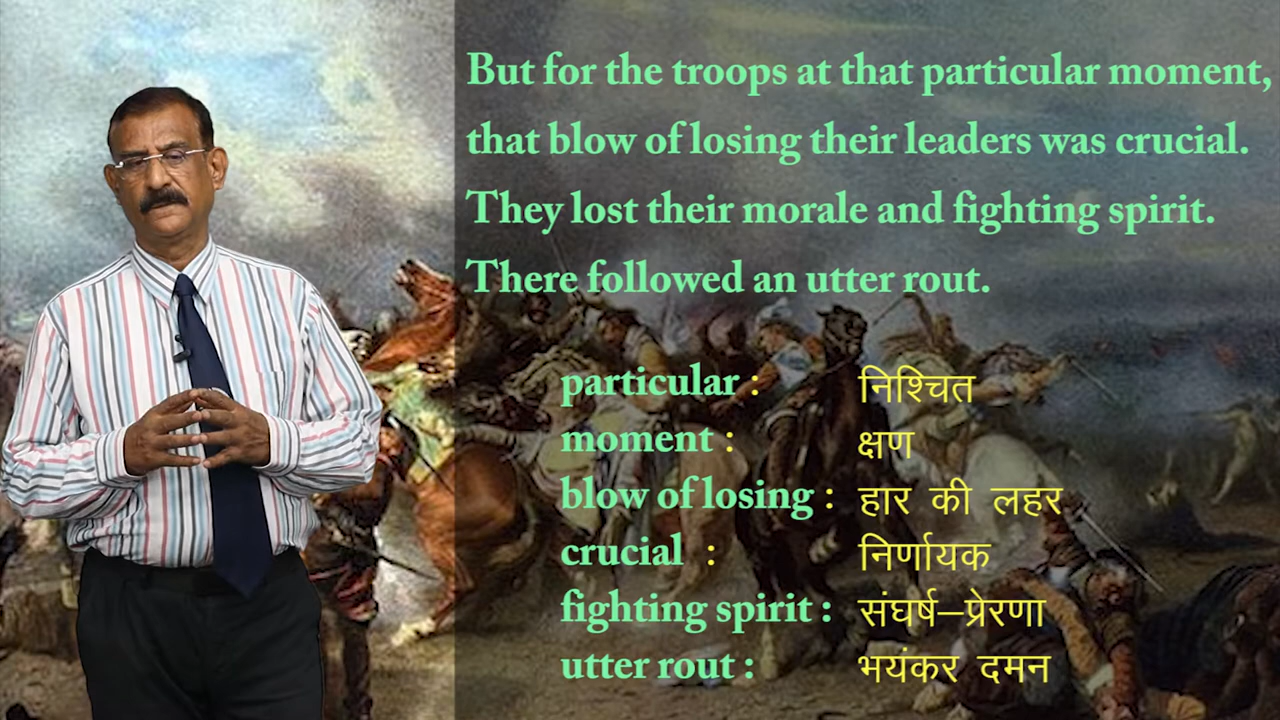 But for the troops at that particular moment,
that blow of losing their leaders was crucial.
They lost their morale and fighting spirit.
There followed an utter rout.
particular : निश्चित
moment : क्षण
blow of losing : हार की लहर
crucial : निर्णायक
fighting spirit : संघर्ष–प्रेरणा
utter rout : भयंकर दमन